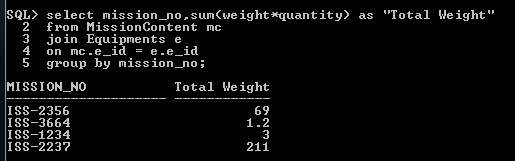 SQL> select mission_no,sum(weight*quantity) as "Total Weight"
  2  from MissionContent mc
  3  join Equipments e
  4  on mc.e_id = e.e_id
  5  group by mission_no;
MISSION_NO           Total Weight
-------------------- ------------
ISS-2356                       69
ISS-3664                      1.2
ISS-1234                        3
ISS-2237                      211